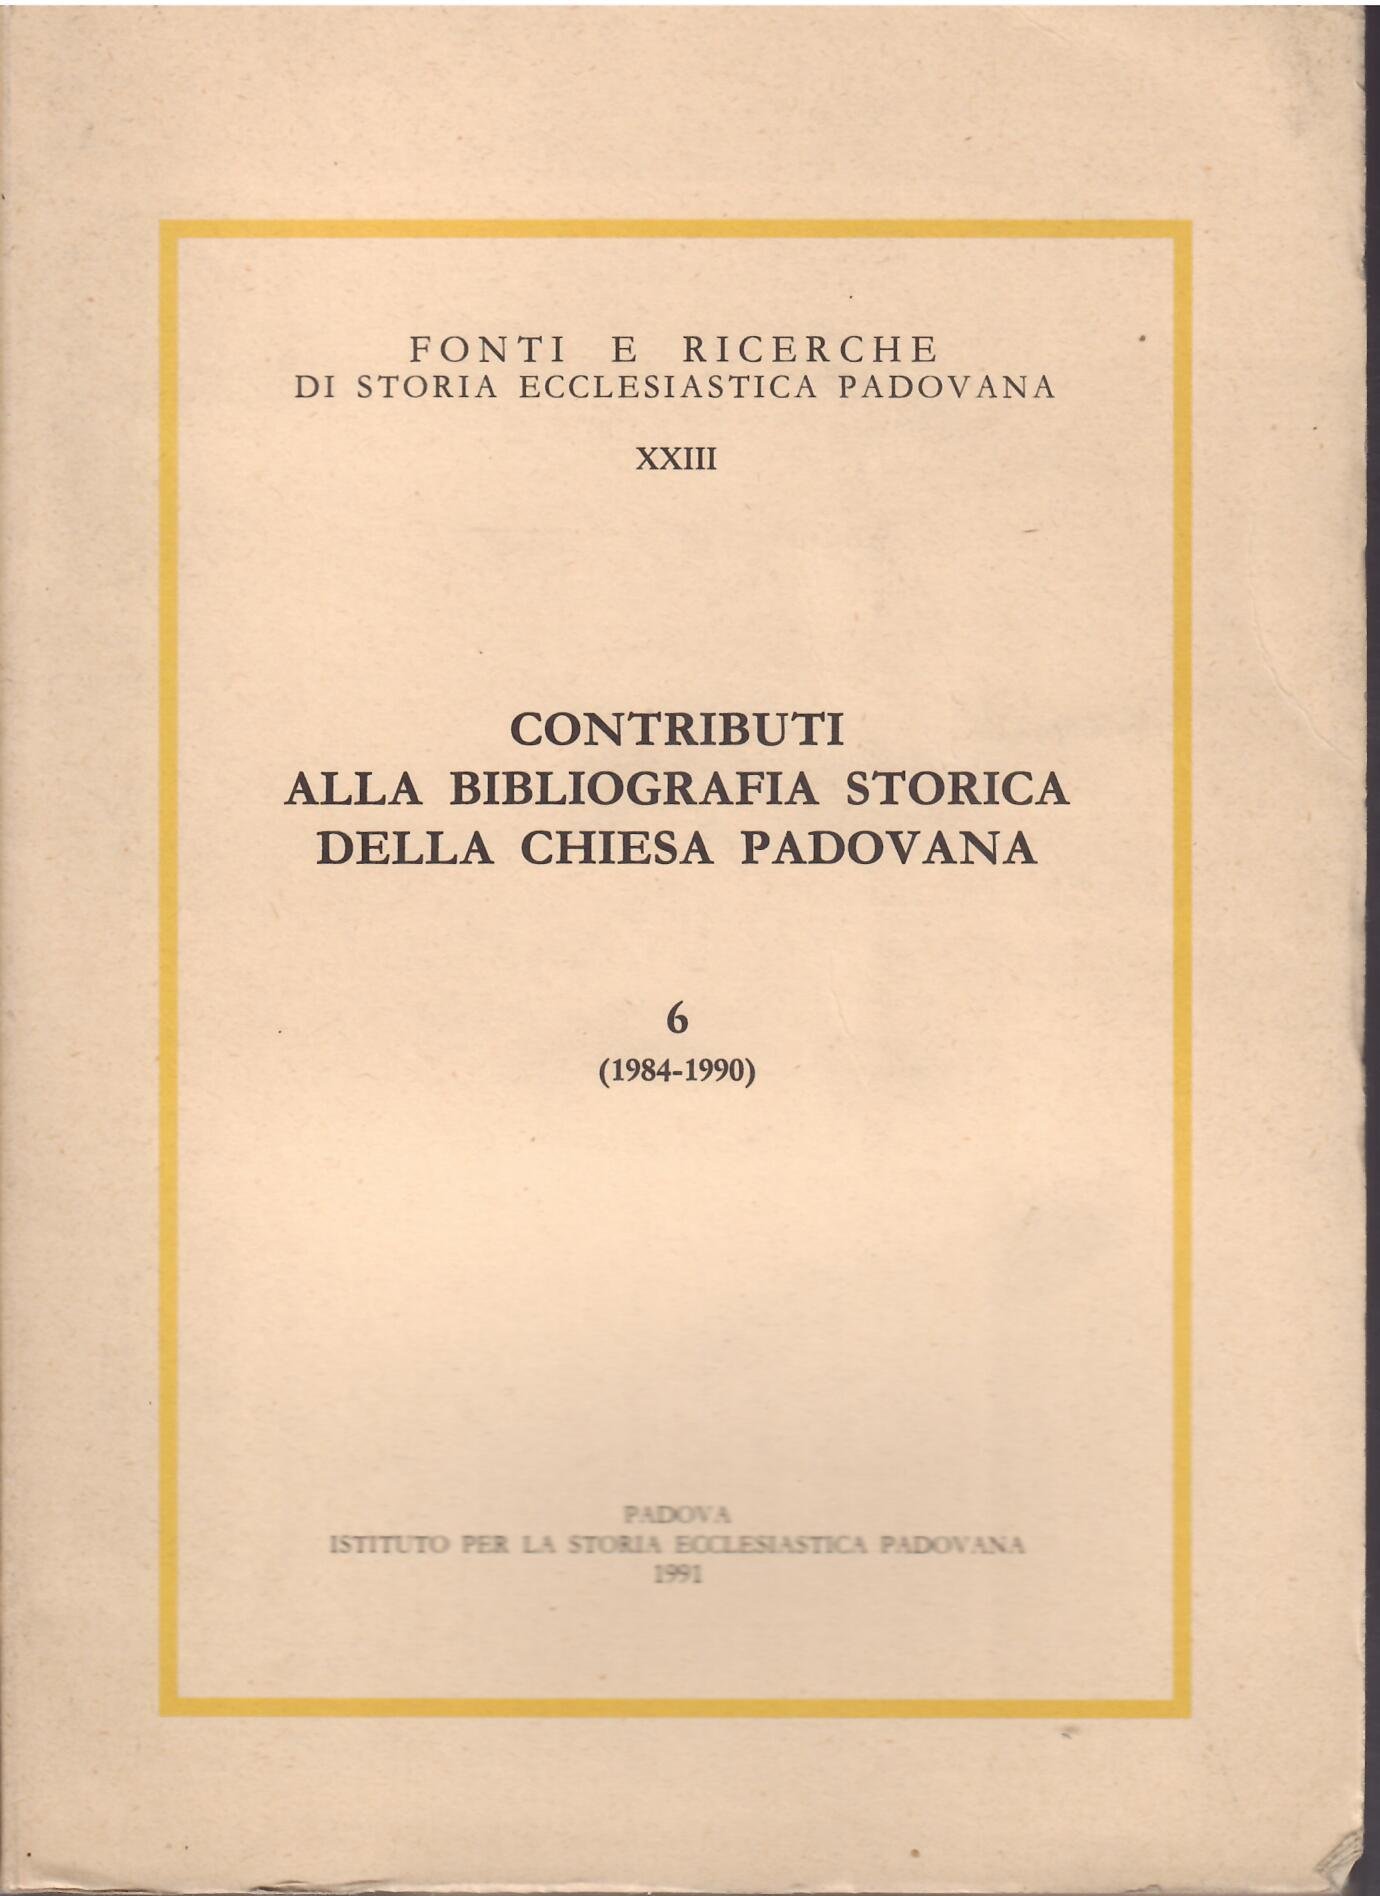 FONTI E RICERCHE
DI STORIA ECCLESIASTICA PADOVANA
XXIII
CONTRIBUTI
ALLA BIBLIOGRAFIA STORICA
DELLA CHIESA PADOVANA
6
(1984-1990)
PADOVA
ISTITUTO PER LA STORIA ECCLESIASTICA PADOVANA
1991